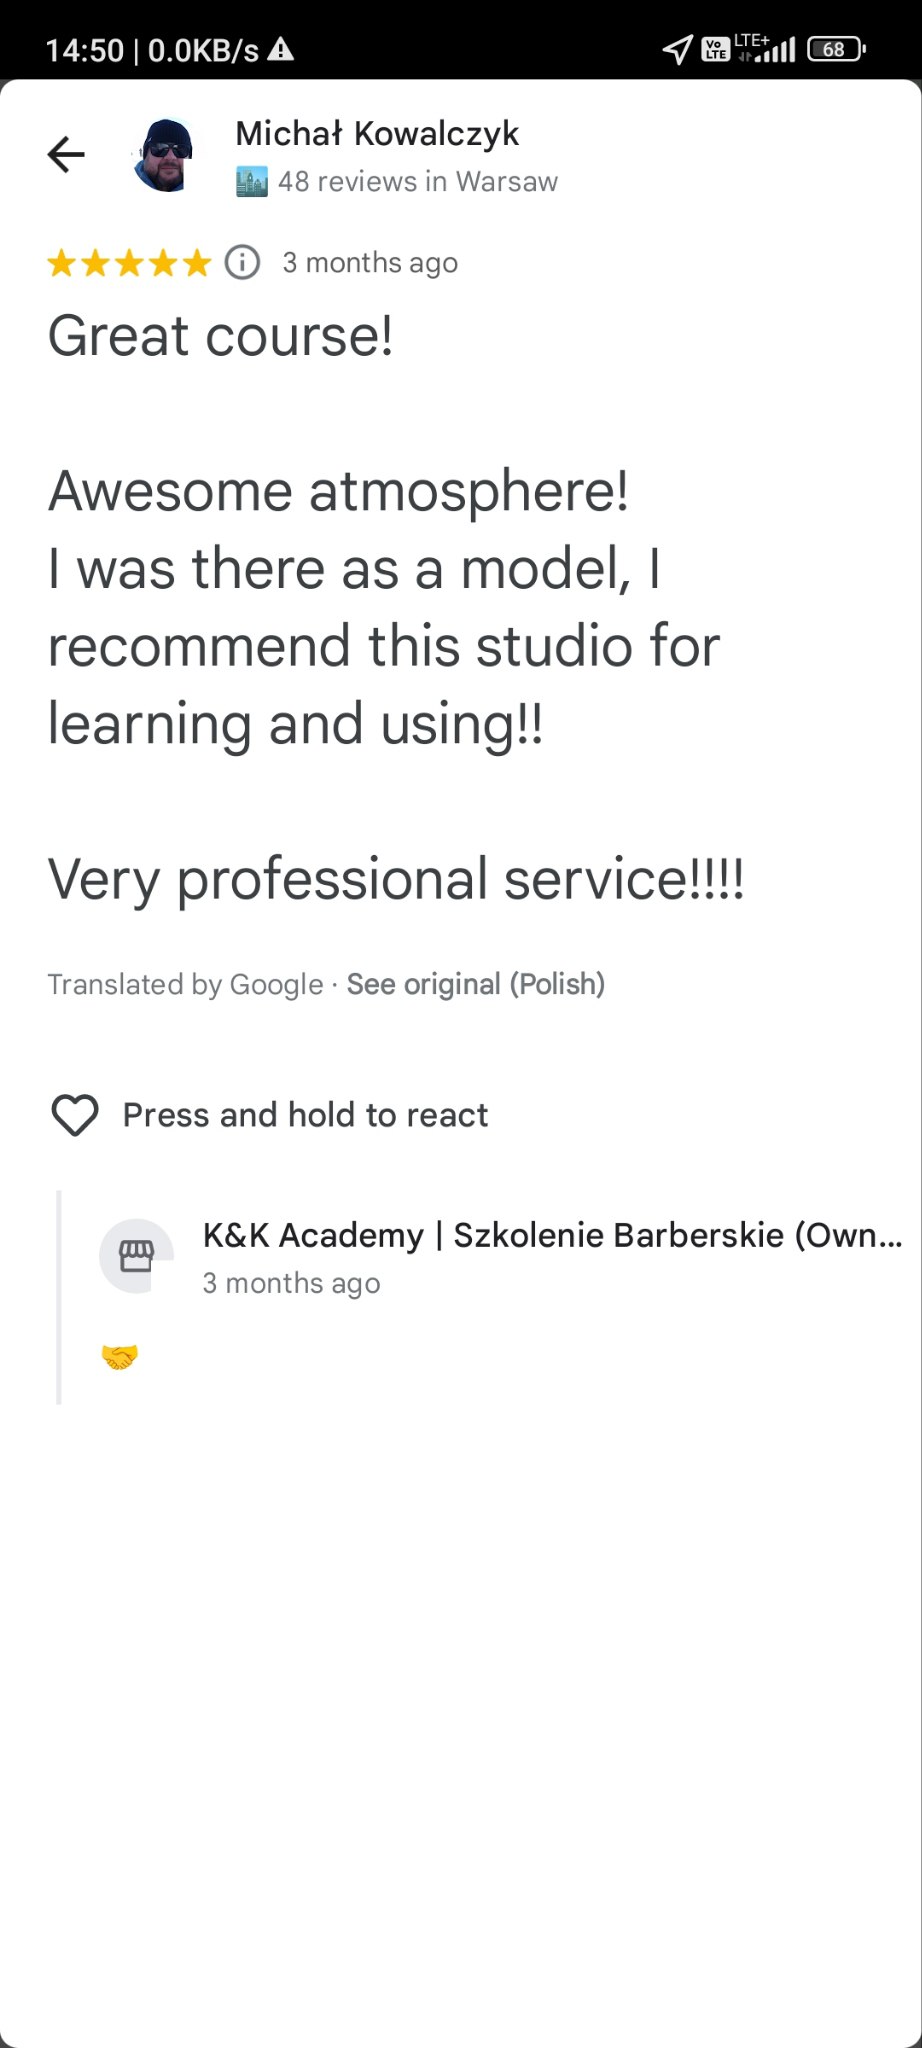 14:50 | 0.0KB/s
Vo LTE LTE+ 68
Michał Kowalczyk
48 reviews in Warsaw
3 months ago
Great course!
Awesome atmosphere!
I was there as a model, I
recommend this studio for
learning and using!!
Very professional service!!!!
Translated by Google · See original (Polish)
Press and hold to react
K&K Academy | Szkolenie Barberskie (Own...
3 months ago